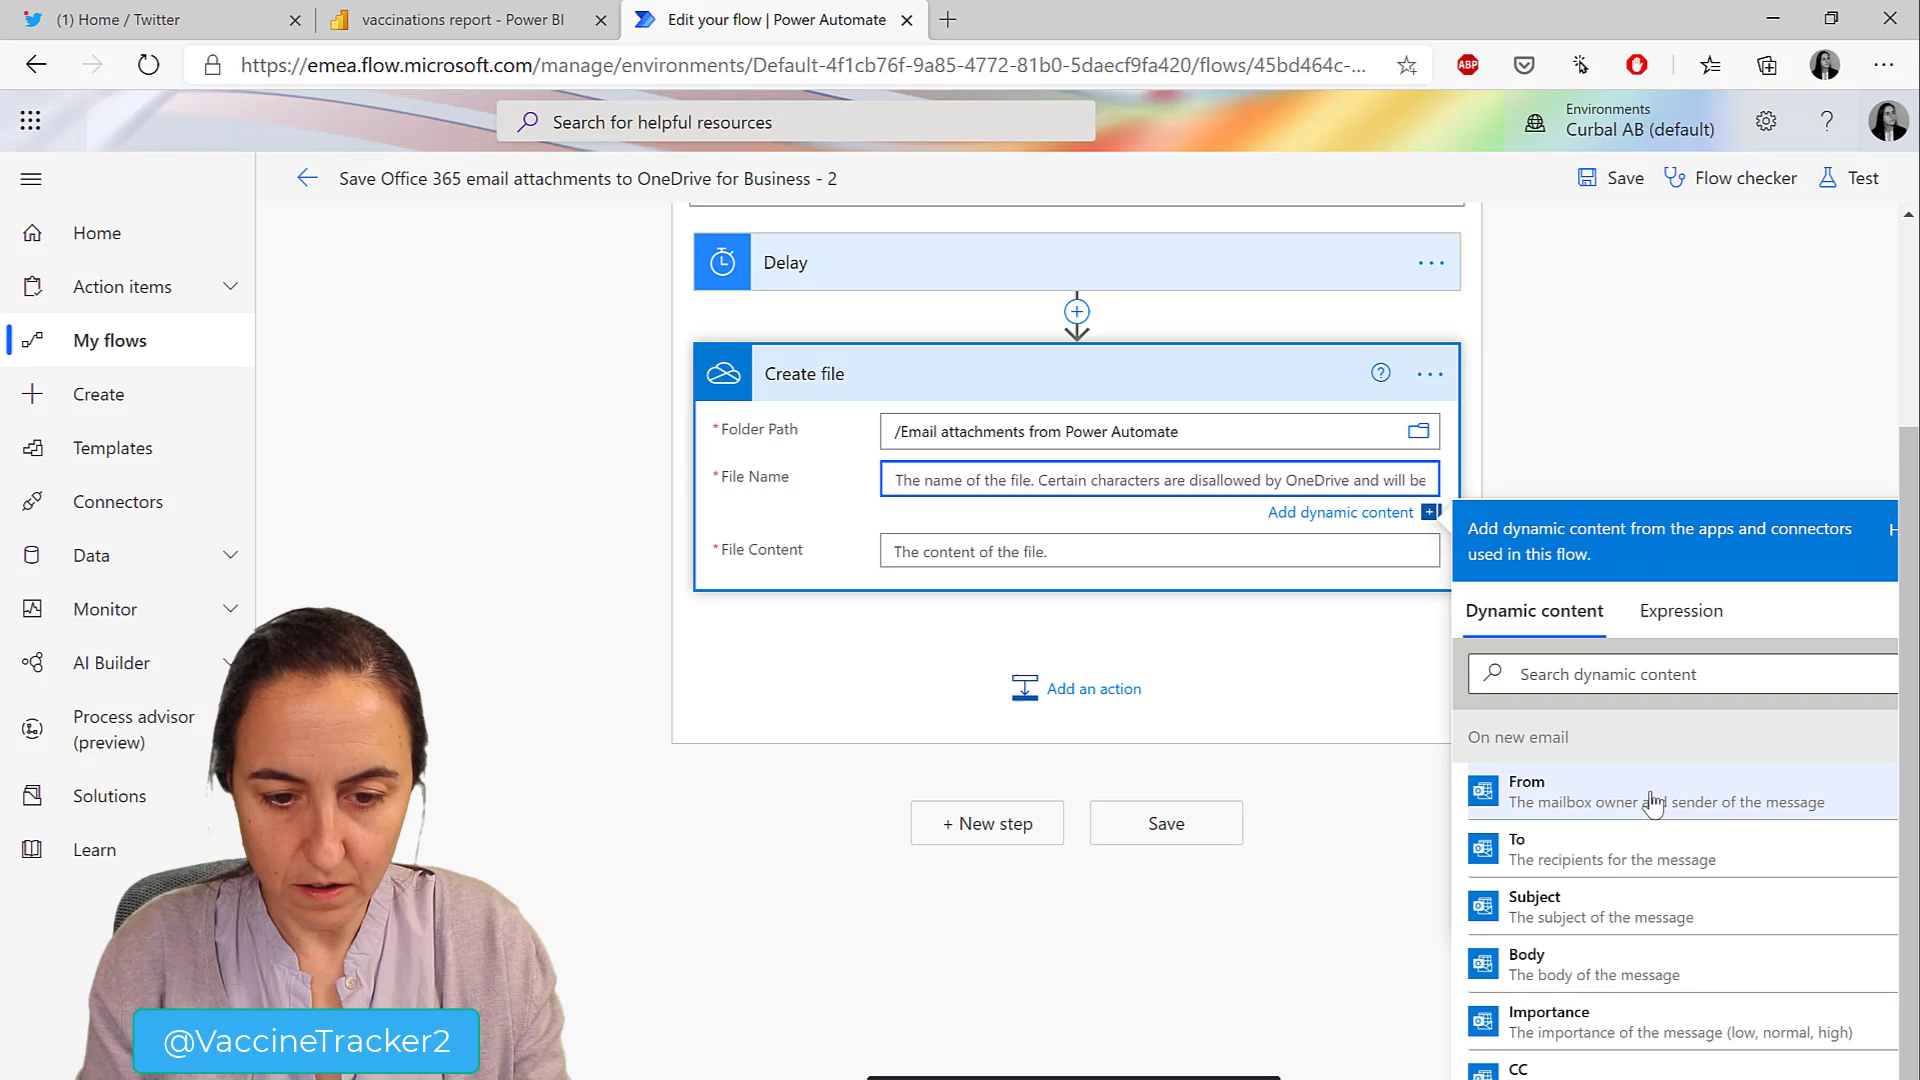 (1) Home / Twitter
vaccinations report - Power BI
Edit your flow | Power Automate
https://emea.flow.microsoft.com/manage/environments/Default-4f1cb76f-9a85-4772-81b0-5daecf9fa420/flows/45bd464c-...
ABP
Search for helpful resources
Environments
Curbal AB (default)
Save Office 365 email attachments to OneDrive for Business - 2
Save
Flow checker
Test
Home
Action items
My flows
Create
Templates
Connectors
Data
Monitor
AI Builder
Process advisor
(preview)
Solutions
Learn
Delay
Create file
* Folder Path
/Email attachments from Power Automate
* File Name
The name of the file. Certain characters are disallowed by OneDrive and will be
Add dynamic content
* File Content
The content of the file.
Add an action
+ New step
Save
Add dynamic content from the apps and connectors
used in this flow.
Dynamic content
Expression
Search dynamic content
On new email
From
The mailbox owner and sender of the message
To
The recipients for the message
Subject
The subject of the message
Body
The body of the message
Importance
The importance of the message (low, normal, high)
CC
@VaccineTracker2